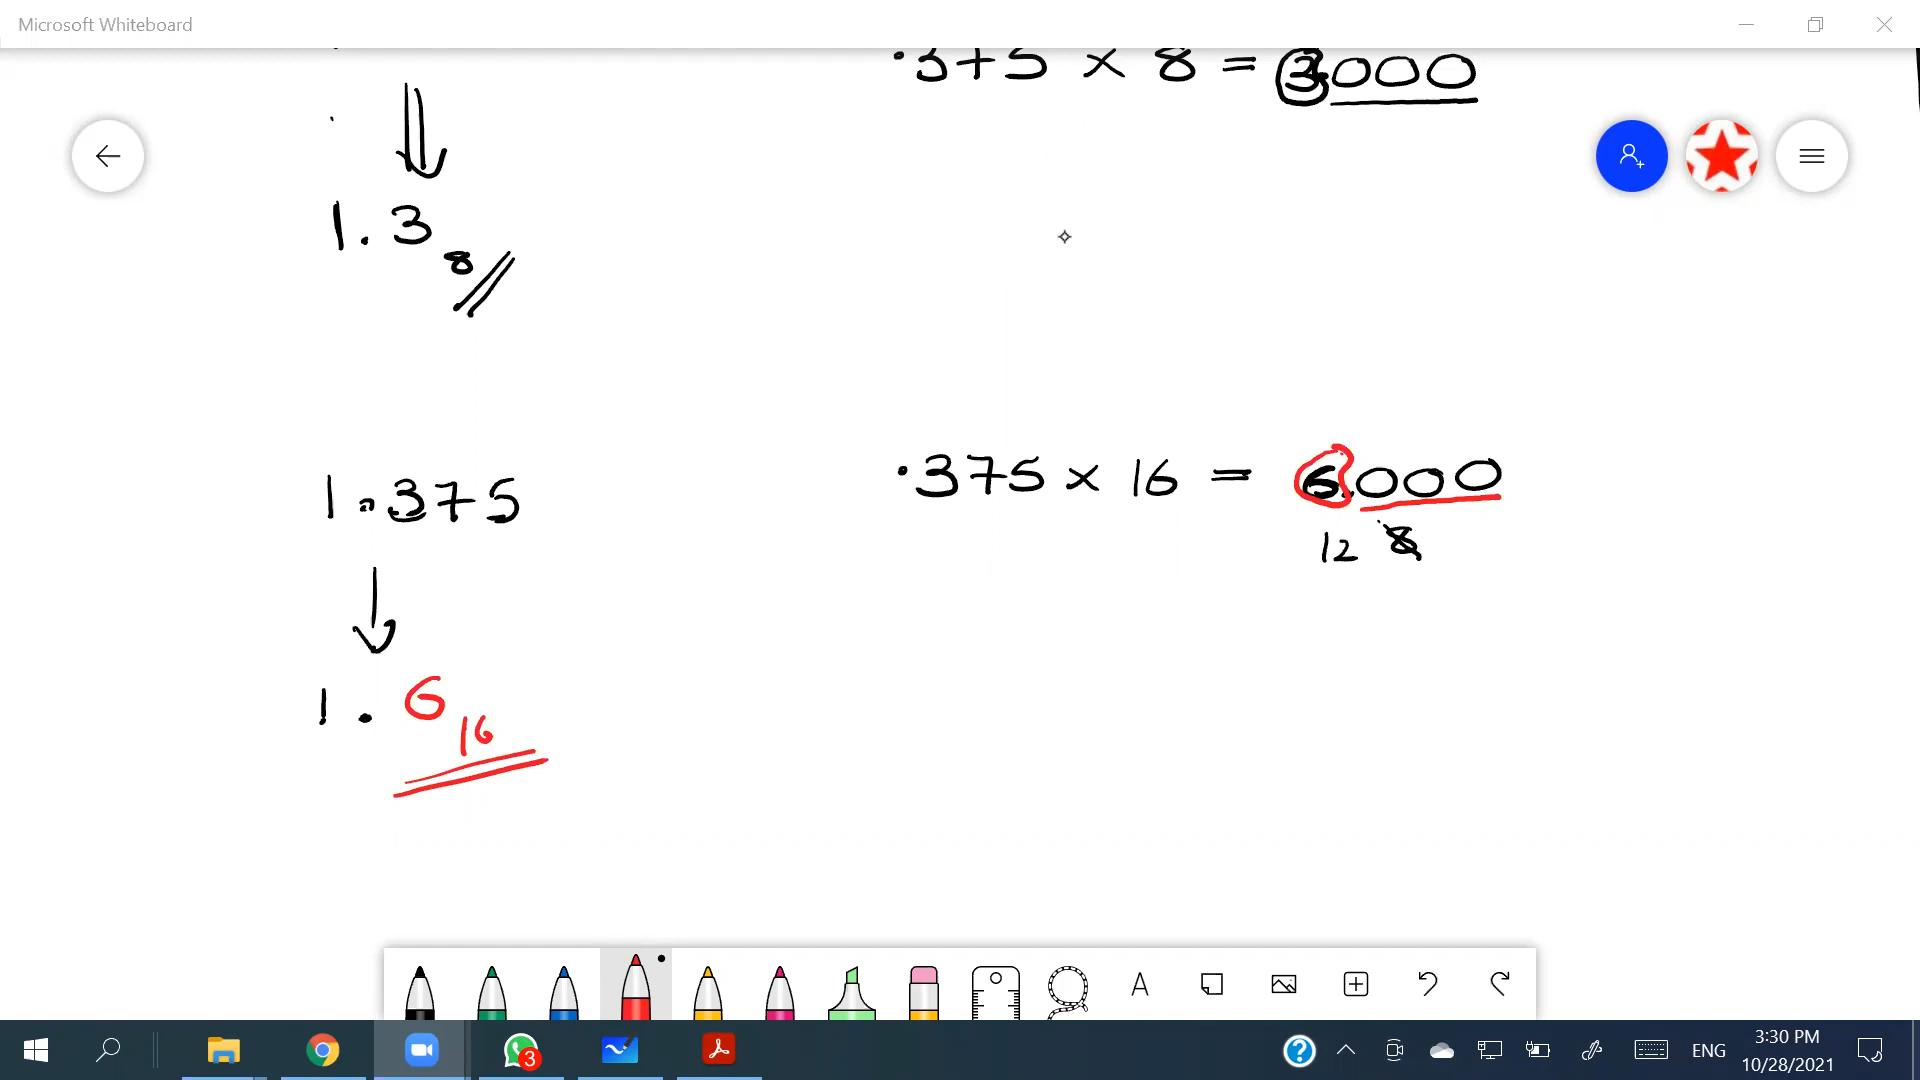 Microsoft Whiteboard
.375 × 8 = 3.000
1.3
8
1.375
.375 × 16 = 6.000
12 8
1.6
16
A
3
ENG
3:30 PM
10/28/2021